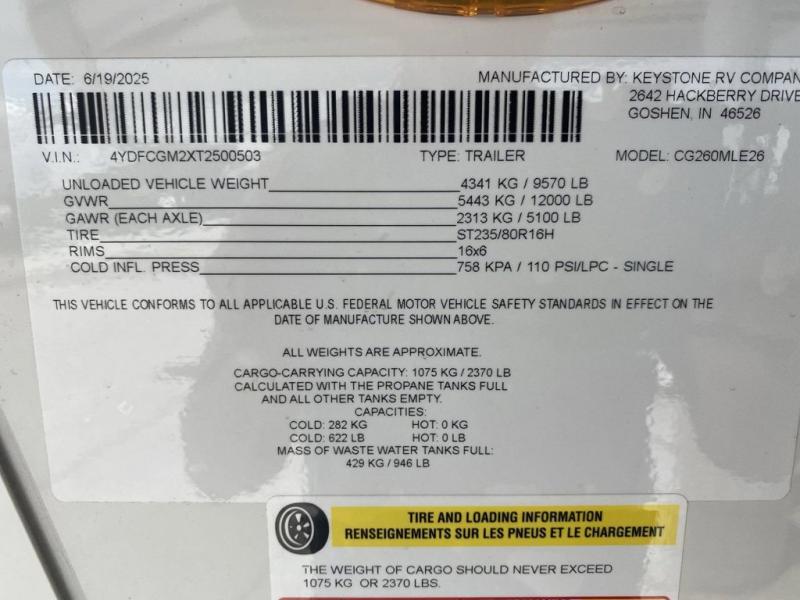 DATE: 6/19/2025 MANUFACTURED BY: KEYSTONE RV COMPAN
2642 HACKBERRY DRIVE
GOSHEN, IN 46526
V.I.N.: 4YDFCGM2XT2500503 TYPE: TRAILER MODEL: CG260MLE26
UNLOADED VEHICLE WEIGHT 4341 KG / 9570 LB
GVWR 5443 KG / 12000 LB
GAWR (EACH AXLE) 2313 KG / 5100 LB
TIRE ST235/80R16H
RIMS 16x6
COLD INFL. PRESS 758 KPA / 110 PSI/LPC - SINGLE
THIS VEHICLE CONFORMS TO ALL APPLICABLE U.S. FEDERAL MOTOR VEHICLE SAFETY STANDARDS IN EFFECT ON THE
DATE OF MANUFACTURE SHOWN ABOVE.
ALL WEIGHTS ARE APPROXIMATE.
CARGO-CARRYING CAPACITY: 1075 KG / 2370 LB
CALCULATED WITH THE PROPANE TANKS FULL
AND ALL OTHER TANKS EMPTY.
CAPACITIES:
COLD: 282 KG HOT: 0 KG
COLD: 622 LB HOT: 0 LB
MASS OF WASTE WATER TANKS FULL:
429 KG / 946 LB
TIRE AND LOADING INFORMATION
RENSEIGNEMENTS SUR LES PNEUS ET LE CHARGEMENT
THE WEIGHT OF CARGO SHOULD NEVER EXCEED
1075 KG OR 2370 LBS.